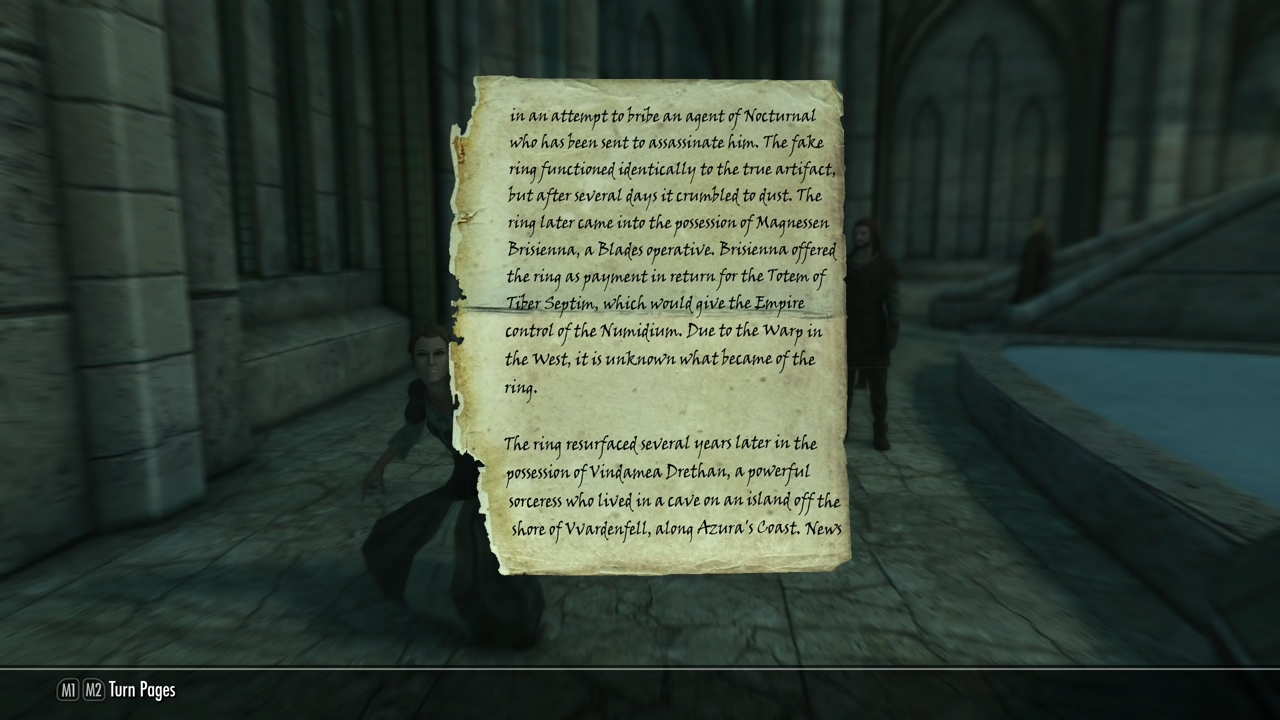 in an attempt to bribe an agent of Nocturnal
who has been sent to assassinate him. The fake
ring functioned identically to the true artifact,
but after several days it crumbled to dust. The
ring later came into the possession of Magnessen
Brisienna, a Blades operative. Brisienna offered
the ring as payment in return for the Totem of
Tiber Septim, which would give the Empire
control of the Numidium. Due to the Warp in
the West, it is unknown what became of the
ring.
The ring resurfaced several years later in the
possession of Vindamea Drethan, a powerful
sorceress who lived in a cave on an island off the
shore of Vvardenfell, along Azura's Coast. News
M1 M2 Turn Pages